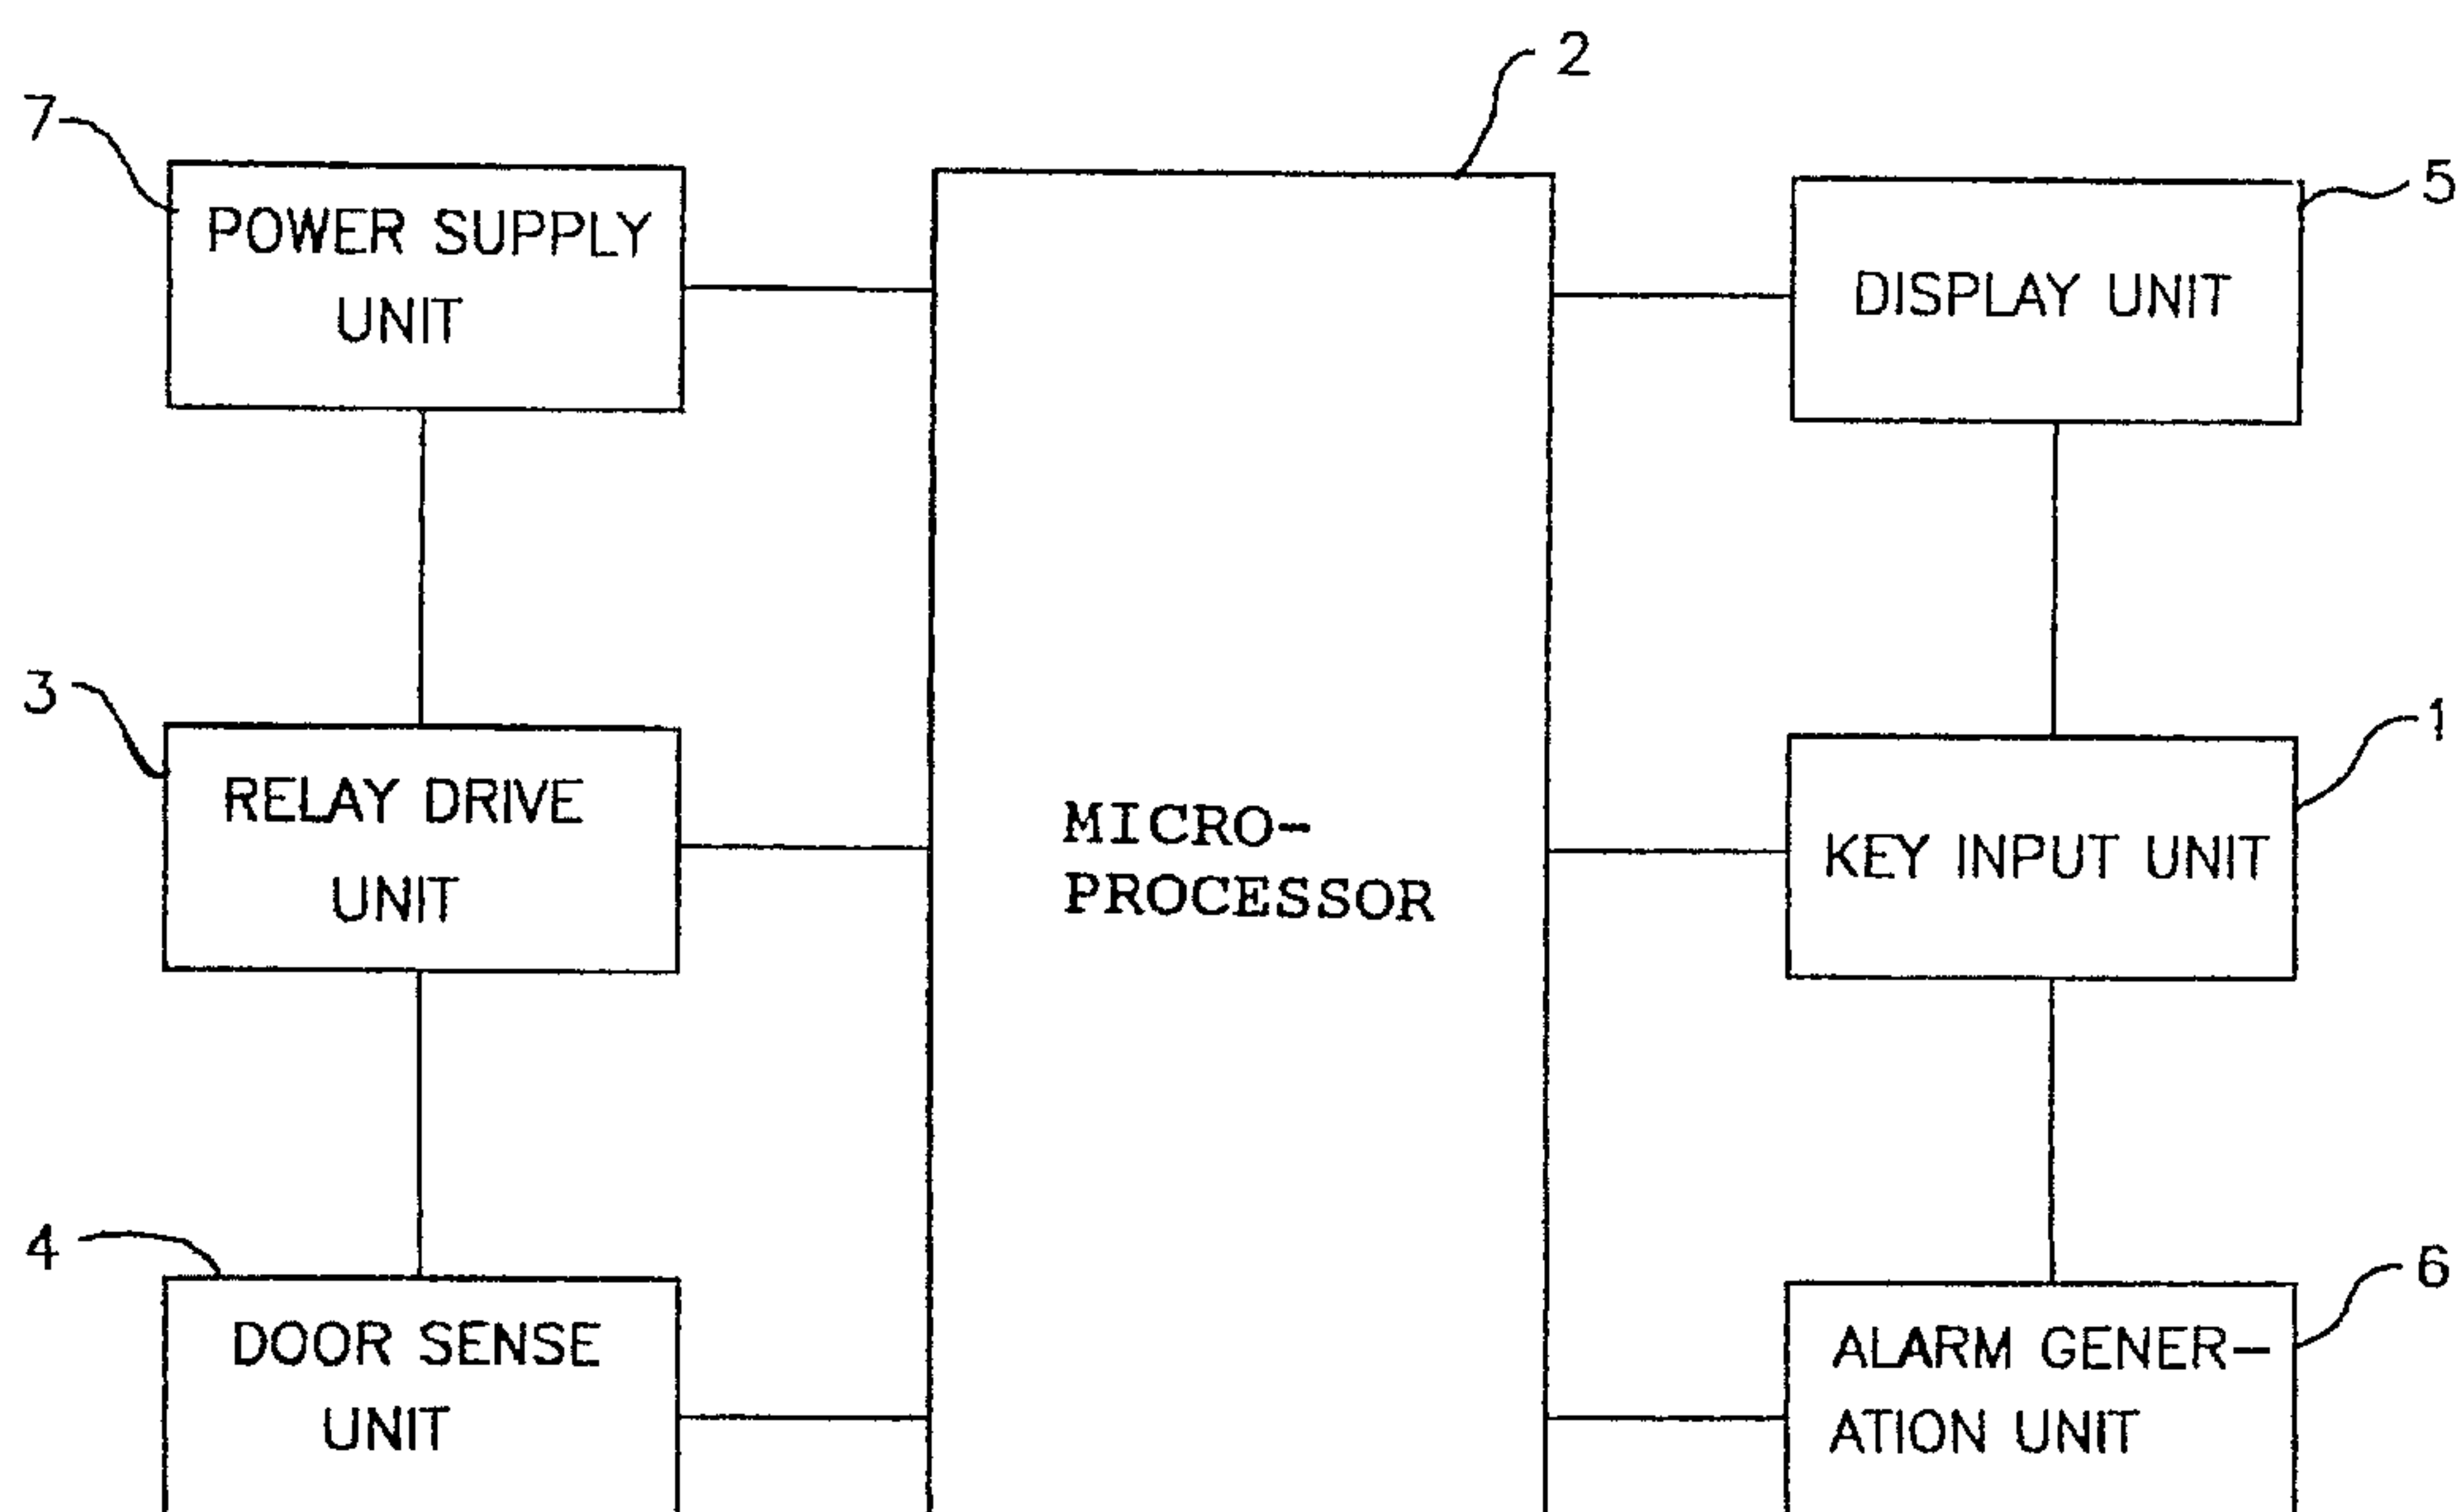 2
7
POWER SUPPLY
UNIT
5
DISPLAY UNIT
3
RELAY DRIVE
UNIT
MICRO-
PROCESSOR
1
KEY INPUT UNIT
4
DOOR SENSE
UNIT
6
ALARM GENER-
ATION UNIT